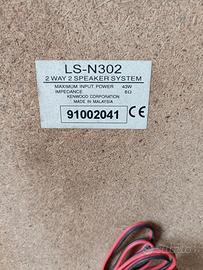 LS-N302
2 WAY 2 SPEAKER SYSTEM
MAXIMUM INPUT POWER 43W
IMPEDANCE 6Ω
KENWOOD CORPORATION
MADE IN MALAYSIA
CE
91002041